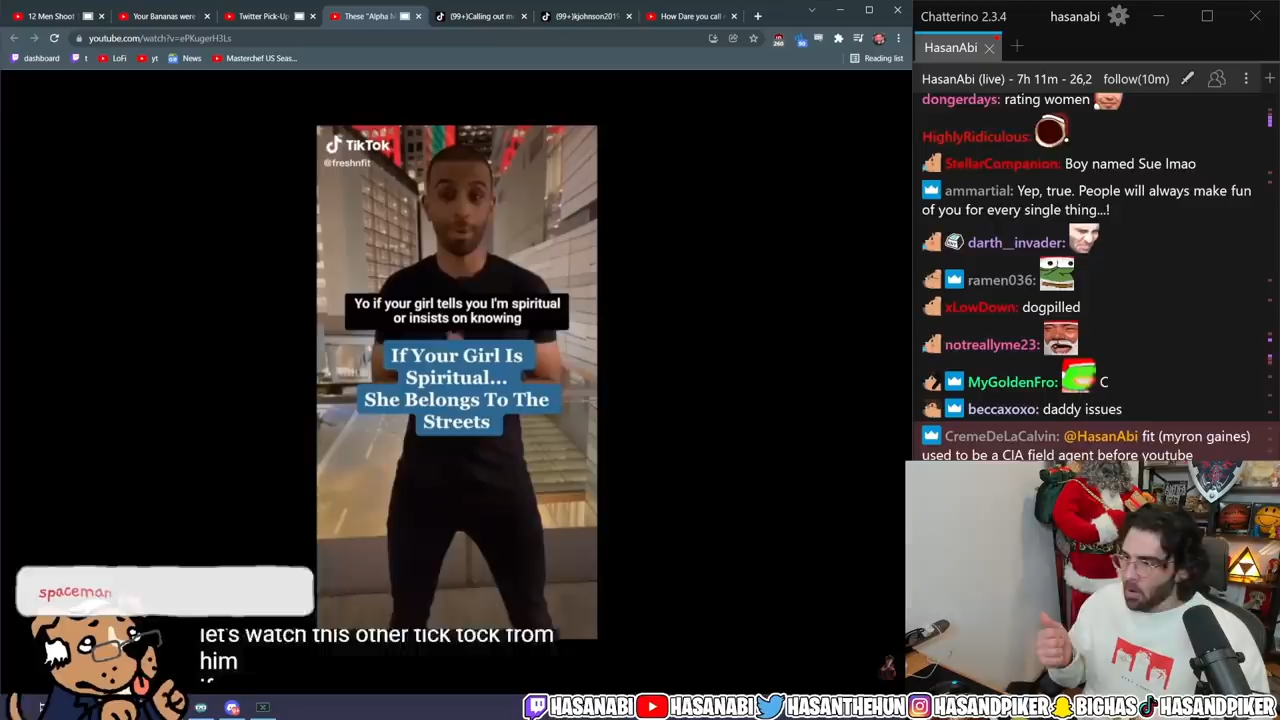 12 Men Shoot
Your Bananas were
Twitter Pick-Up
These "Alpha M
(99+)Calling out m
(99+)kjohnson2019
How Dare you call
youtube.com/watch?v=ePKugerH3Ls
dashboard
t
LoFi
yt
News
Masterchef US Seas...
Reading list
TikTok
@freshnfit
Yo if your girl tells you I'm spiritual
or insists on knowing
If Your Girl Is
Spiritual...
She Belongs To The
Streets
spaceman
let's watch this other tick tock from
him
Chatterino 2.3.4
hasanabi
HasanAbi
HasanAbi (live) - 7h 11m - 26,2
follow(10m)
dongerdays: rating women
HighlyRidiculous:
StellarCompanion: Boy named Sue lmao
ammartial: Yep, true. People will always make fun
of you for every single thing...!
darth__invader:
ramen036:
xLowDown: dogpilled
notreallyme23:
MyGoldenFro: C
beccaxoxo: daddy issues
CremeDeLaCalvin: @HasanAbi fit (myron gaines)
used to be a CIA field agent before youtube
HASANABI HASANABI HASANTHEHUN HASANDPIKER BIGHAS HASANDPIKER